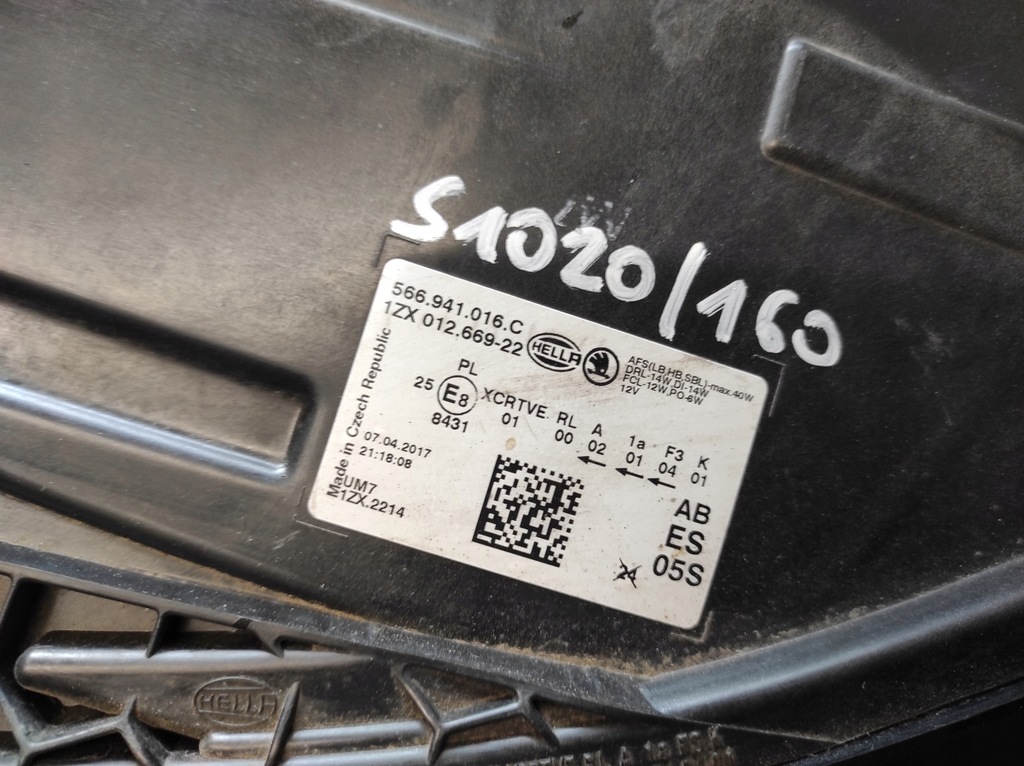 S1020/160
566.941.016.C
1ZX 012.669-22
HELLA
AFS(LB,HB,SBL)-max.40W
DRL-14W,DI-14W
FCL-12W,PO-6W
12V
Made in Czech Republic
PL
25 E8 XCRTVE RL A 1a F3 K
8431 01 00 02 01 04 01
07.04.2017
21:18:08
UM7
E1ZX.2214
AB
ES
24 05S
HELLA